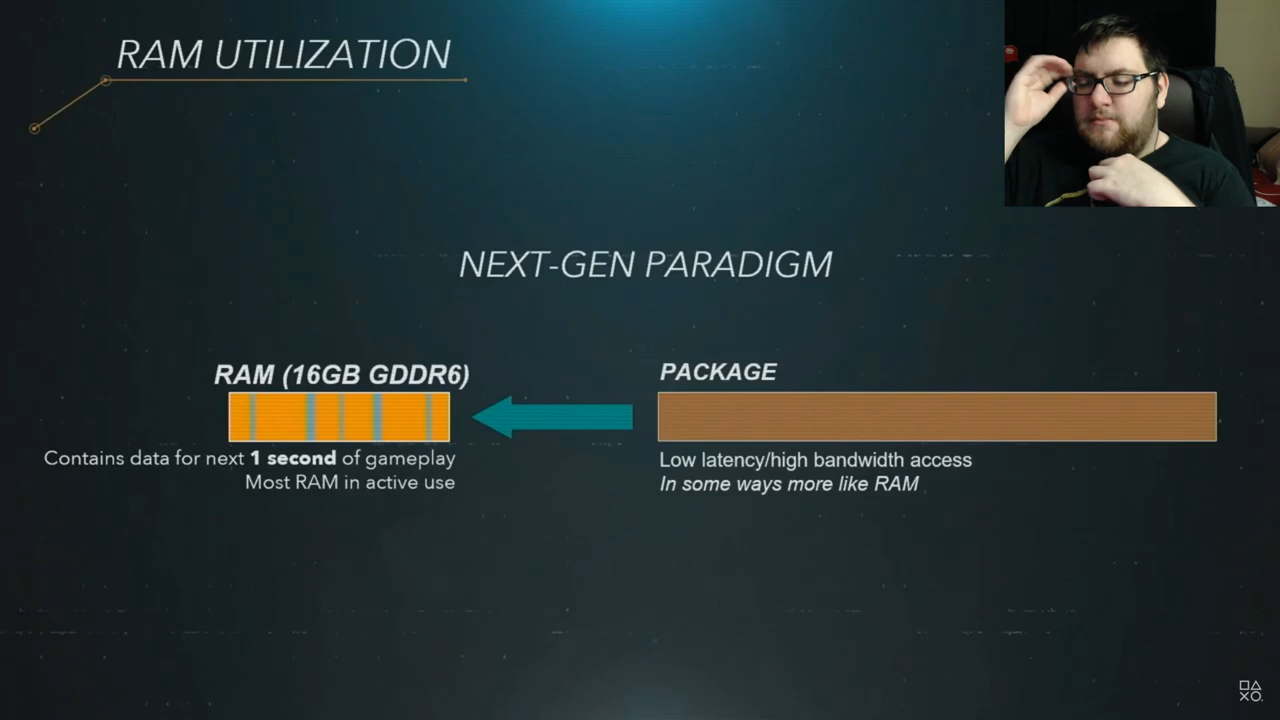 RAM UTILIZATION
NEXT-GEN PARADIGM
RAM (16GB GDDR6)
Contains data for next 1 second of gameplay
Most RAM in active use
PACKAGE
Low latency/high bandwidth access
In some ways more like RAM